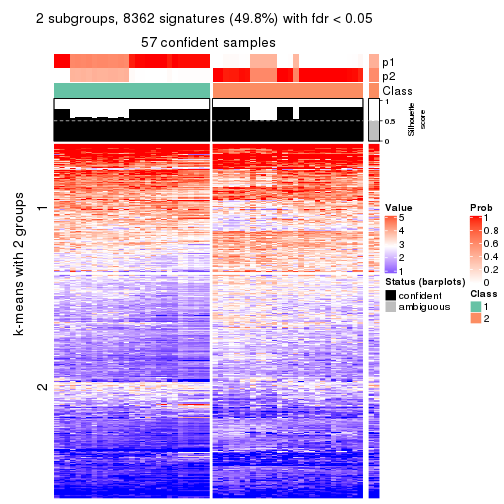 2 subgroups, 8362 signatures (49.8%) with fdr < 0.05
57 confident samples
p1
p2
Class
1
0.5
0
Silhouette
score
k-means with 2 groups
1
2
Value
5
4
3
2
1
Status (barplots)
confident
ambiguous
Prob
1
0.8
0.6
0.4
0.2
0
Class
1
2